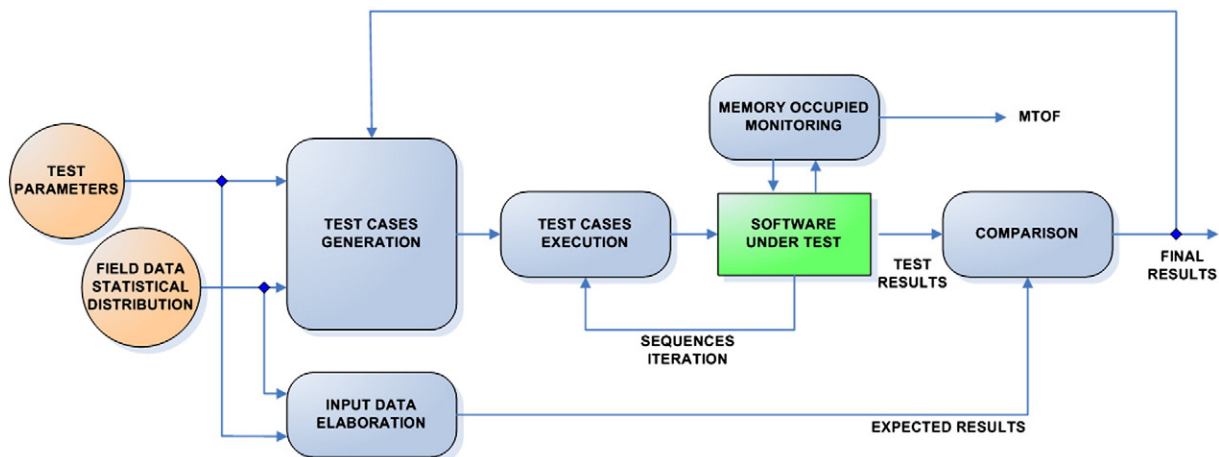 MEMORY OCCUPIED
MONITORING
MTOF
TEST
PARAMETERS
TEST CASES
GENERATION
TEST CASES
EXECUTION
SOFTWARE
UNDER TEST
COMPARISON
FIELD DATA
STATISTICAL
DISTRIBUTION
TEST
RESULTS
FINAL
RESULTS
SEQUENCES
ITERATION
INPUT DATA
ELABORATION
EXPECTED RESULTS